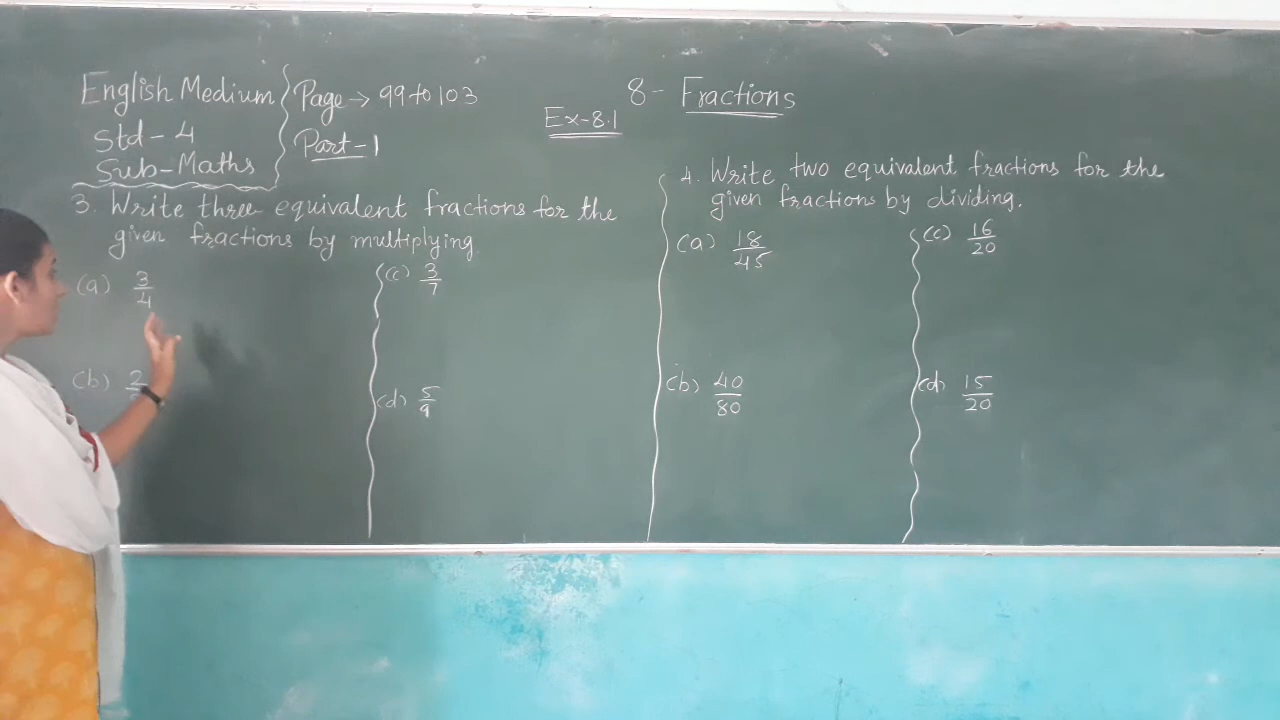 English Medium
Std-4
Sub-Maths
Page→ 99 to 103
Part-1
8- Fractions
Ex-8.1
3. Write three equivalent fractions for the
given fractions by multiplying.
(a) 3/4
(b) 2
(c) 3/7
(d) 5/9
4. Write two equivalent fractions for the
given fractions by dividing.
(a) 18/45
(b) 40/80
(c) 16/20
(d) 15/20